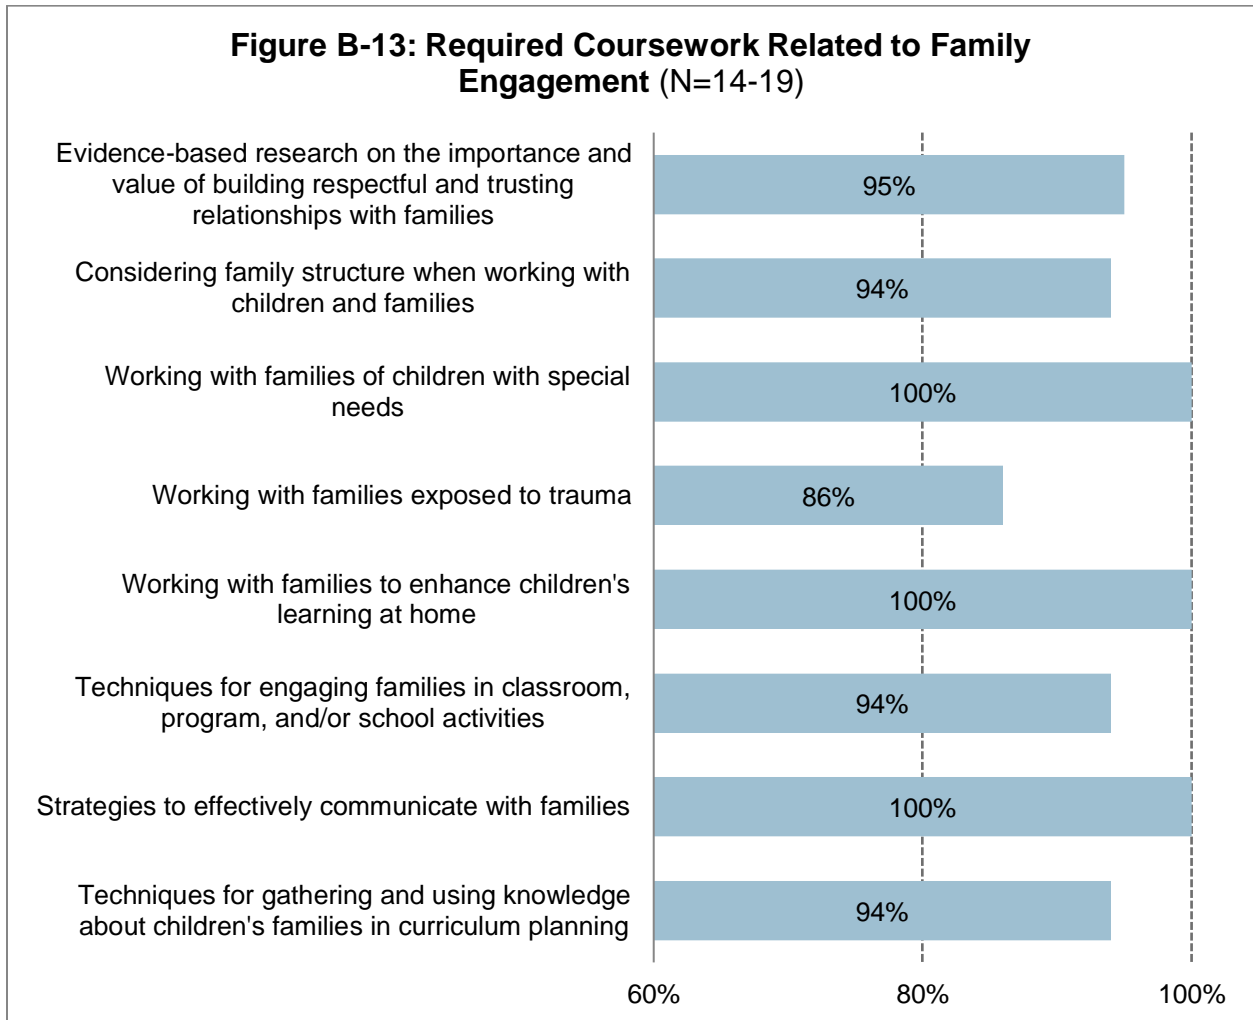 Figure B-13: Required Coursework Related to Family
Engagement (N=14-19)
Evidence-based research on the importance and
value of building respectful and trusting
relationships with families
95%
Considering family structure when working with
children and families
94%
Working with families of children with special
needs
100%
Working with families exposed to trauma
86%
Working with families to enhance children's
learning at home
100%
Techniques for engaging families in classroom,
program, and/or school activities
94%
Strategies to effectively communicate with families
100%
Techniques for gathering and using knowledge
about children's families in curriculum planning
94%
60%
80%
100%